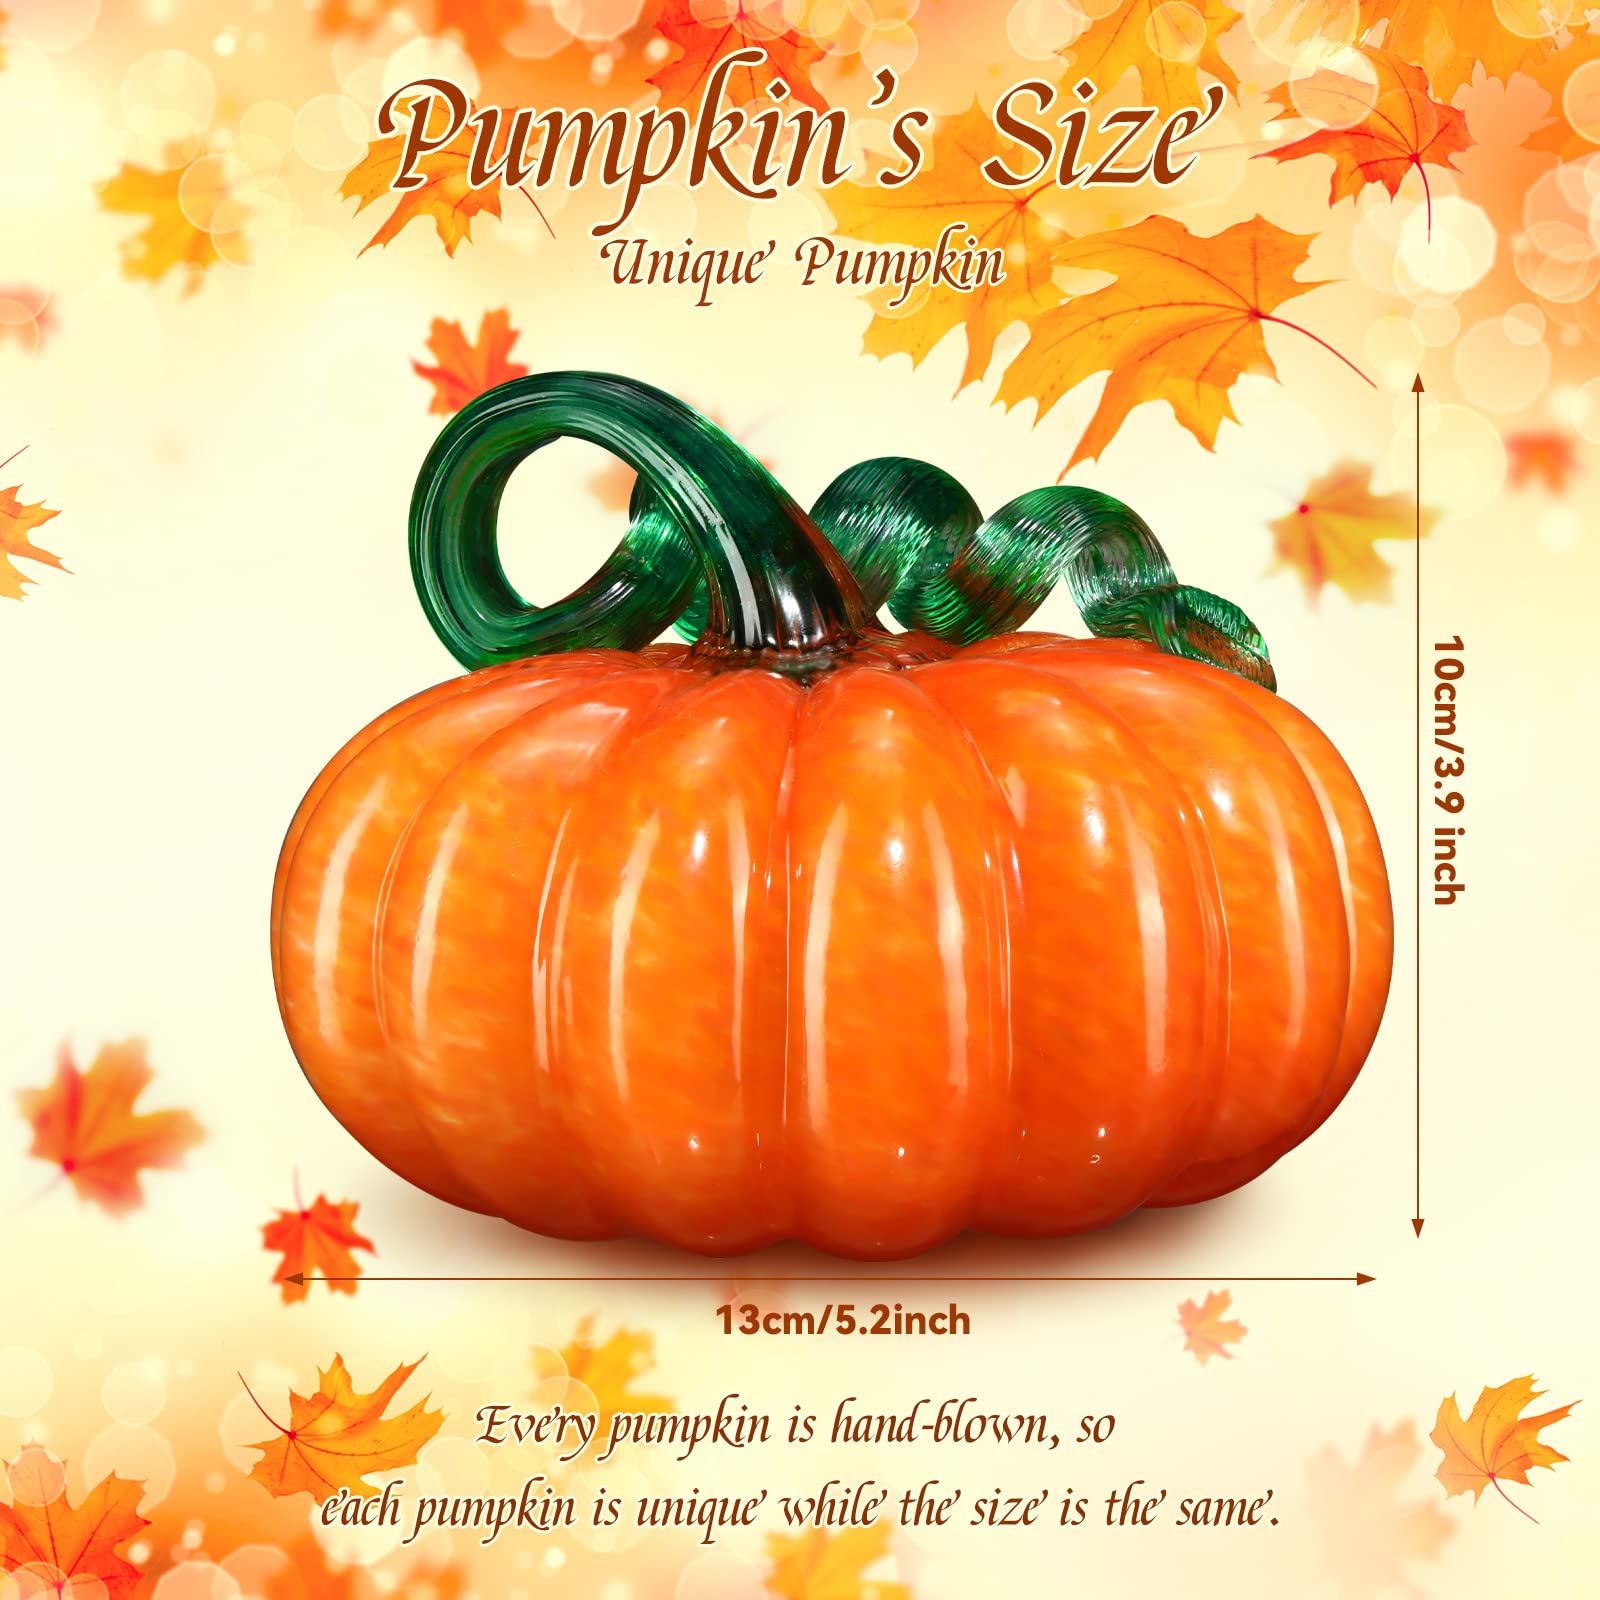 Pumpkin's Size
Unique Pumpkin
10cm/3.9 inch
13cm/5.2inch
Every pumpkin is hand-blown, so
each pumpkin is unique while the size is the same.